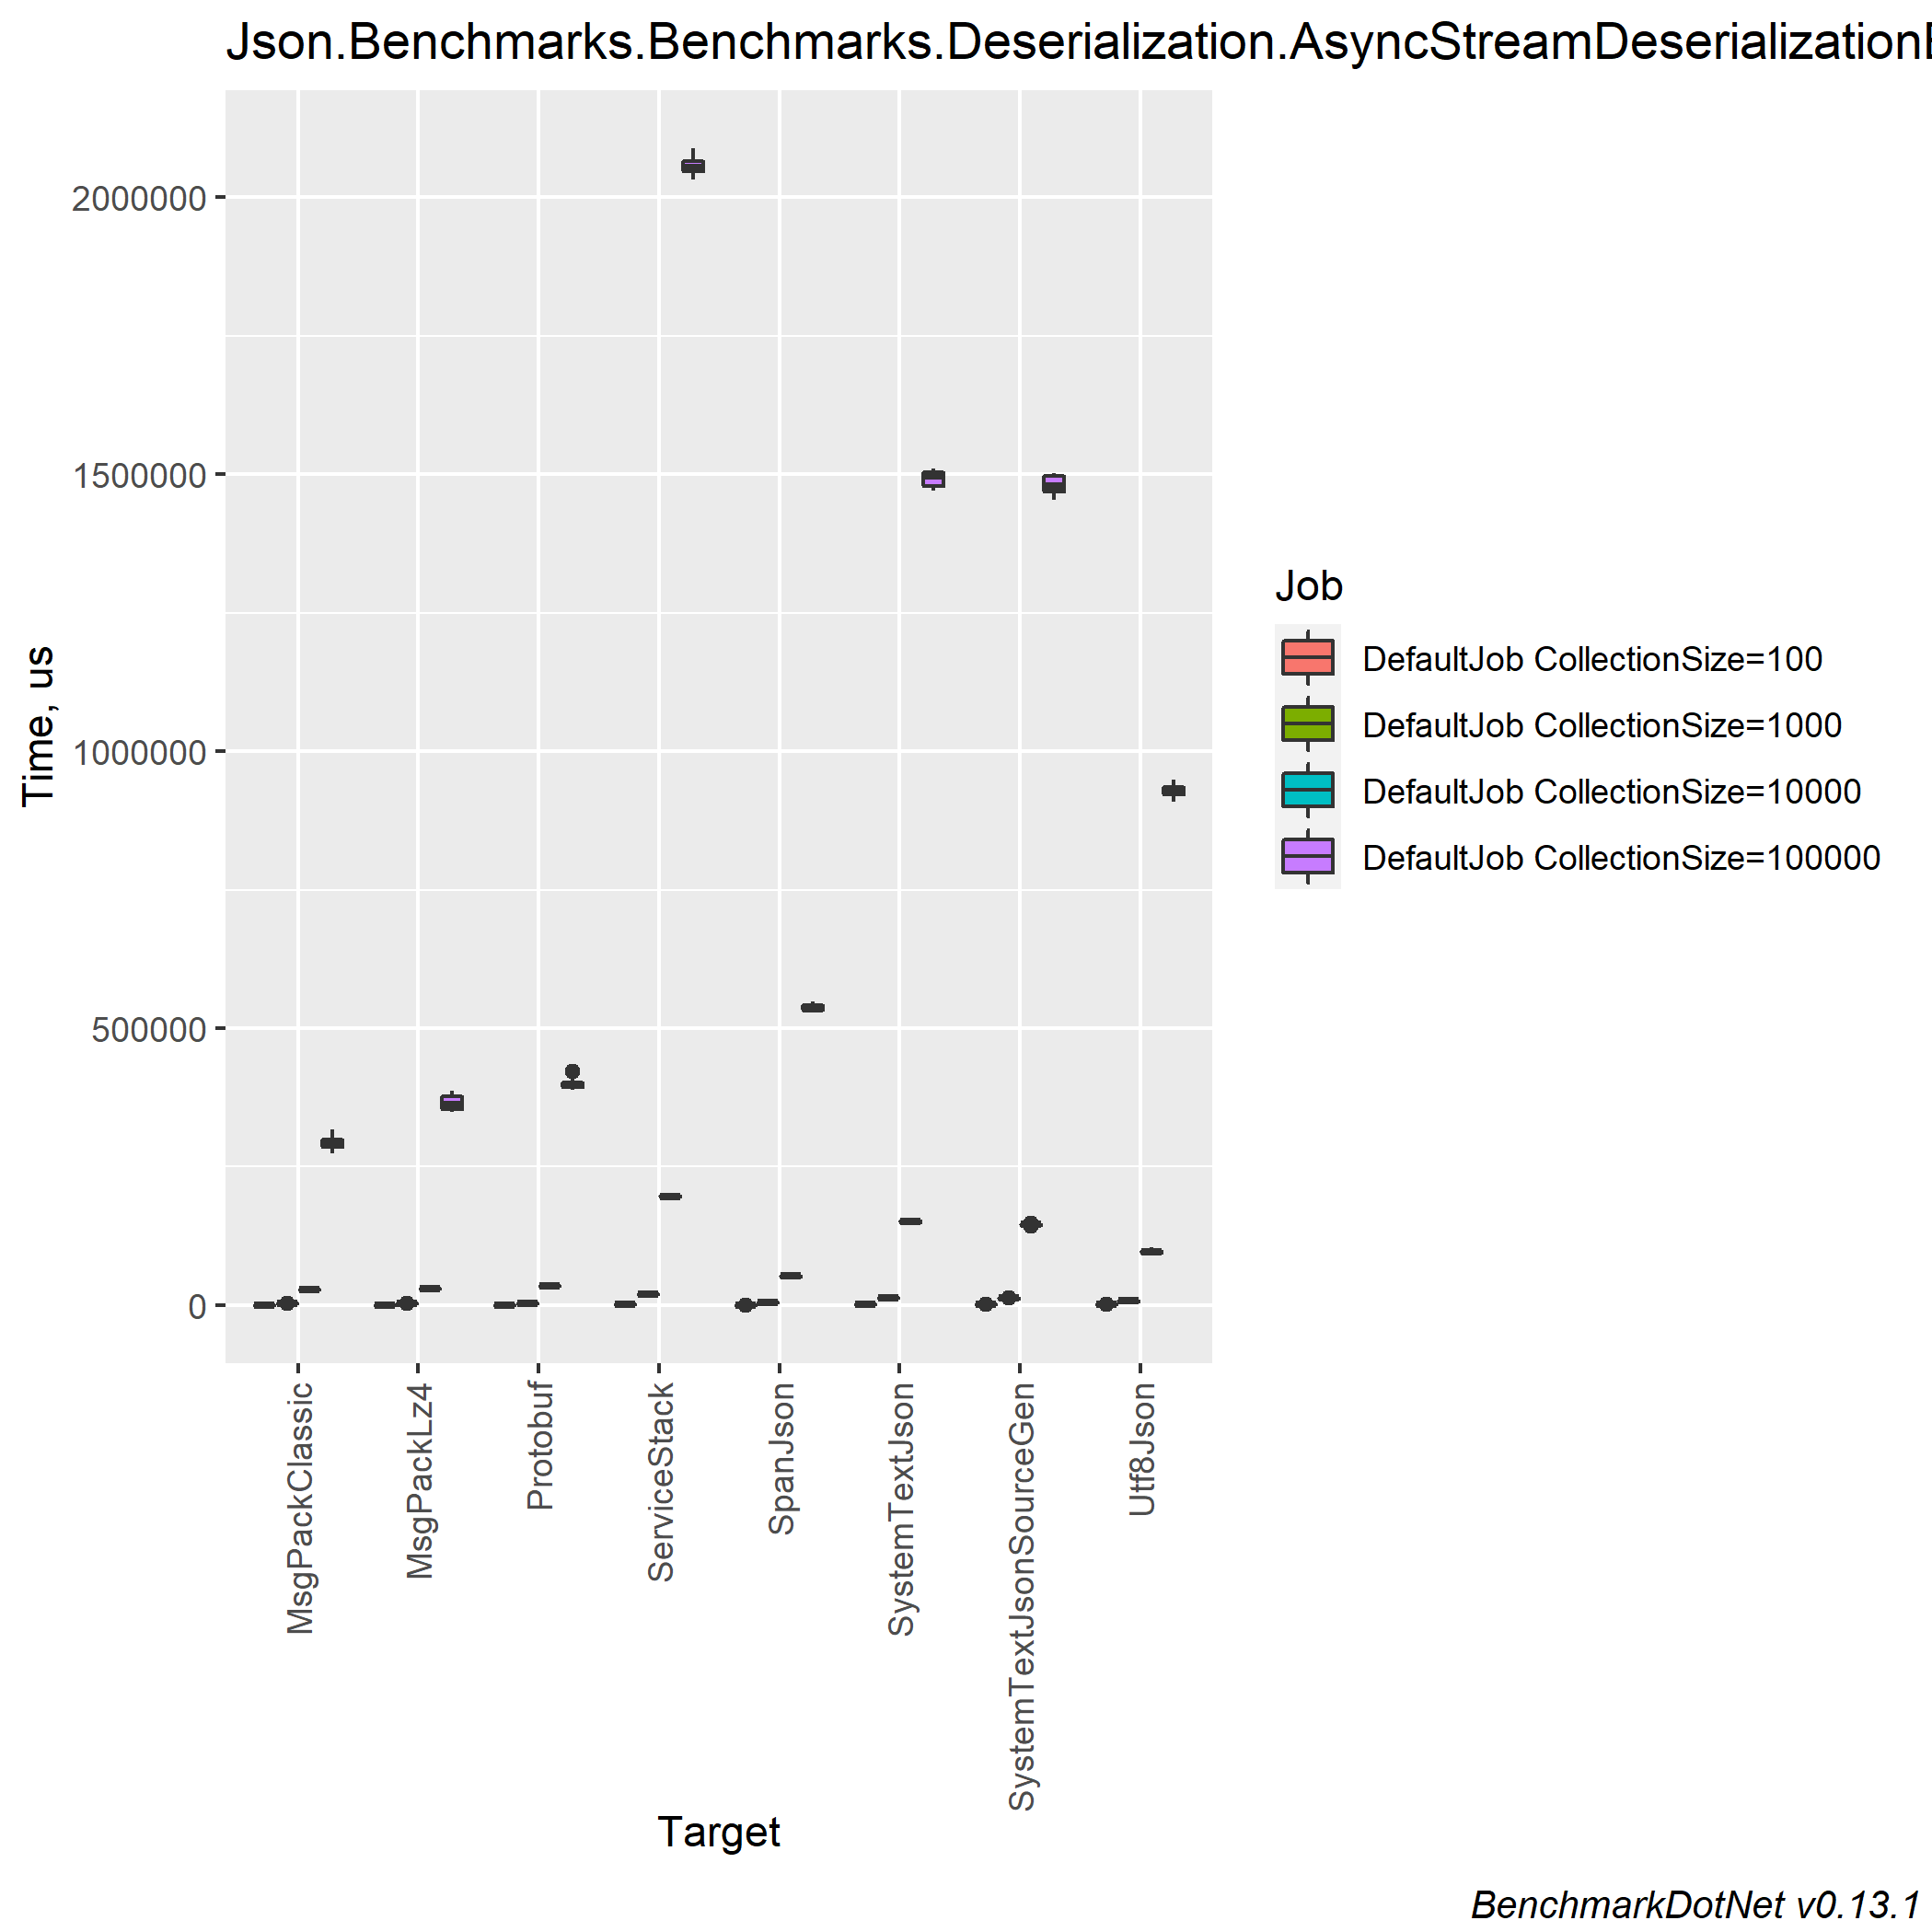 Json.Benchmarks.Benchmarks.Deserialization.AsyncStreamDeserialization
Time, us
2000000
1500000
1000000
500000
0
MsgPackClassic
MsgPackLz4
Protobuf
ServiceStack
SpanJson
SystemTextJson
SystemTextJsonSourceGen
Utf8Json
Target
Job
DefaultJob CollectionSize=100
DefaultJob CollectionSize=1000
DefaultJob CollectionSize=10000
DefaultJob CollectionSize=100000
BenchmarkDotNet v0.13.1